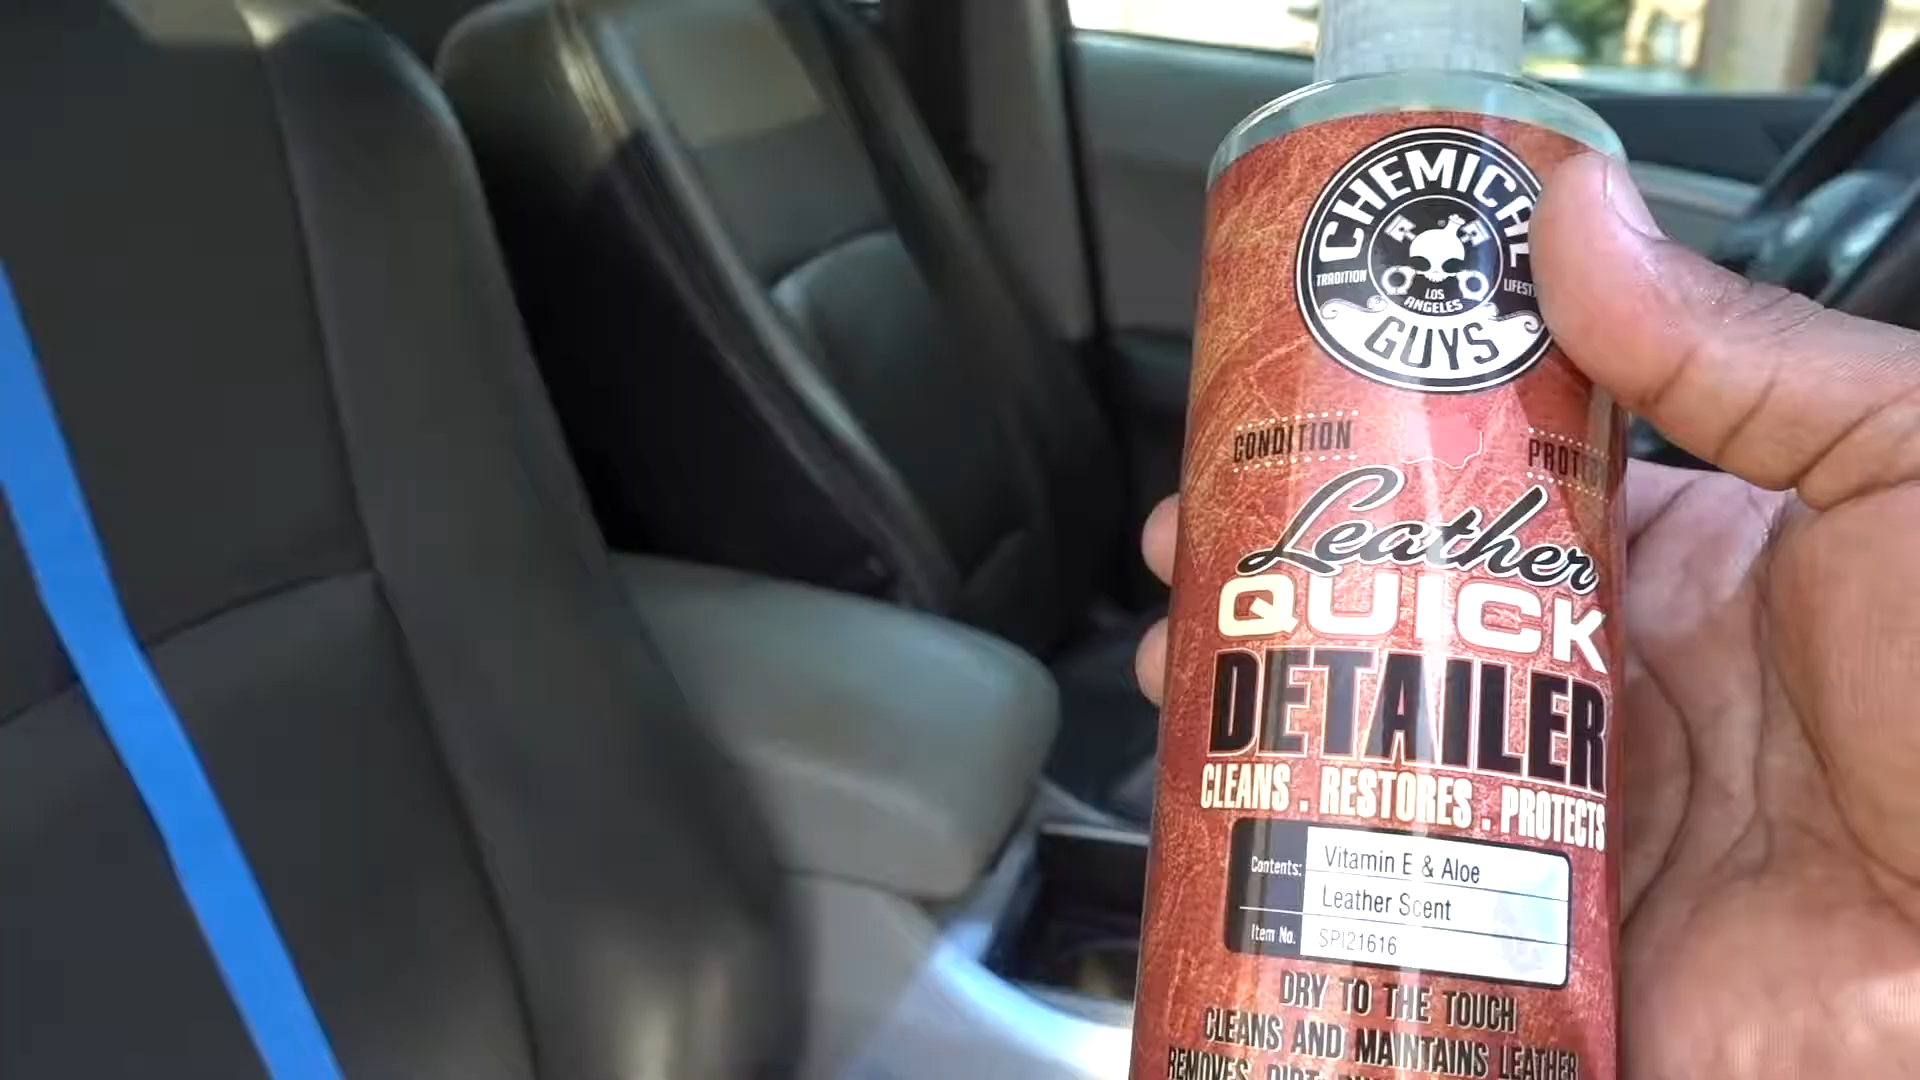 CHEMICAL
TRADITION
LOS
ANGELES
GUYS
CONDITION
Leather
QUICK
DETAILER
CLEANS . RESTORES . PROTECTS
Contents: Vitamin E & Aloe
Leather Scent
Item No. SPI21616
DRY TO THE TOUCH
CLEANS AND MAINTAINS LEATHER
REMOVES